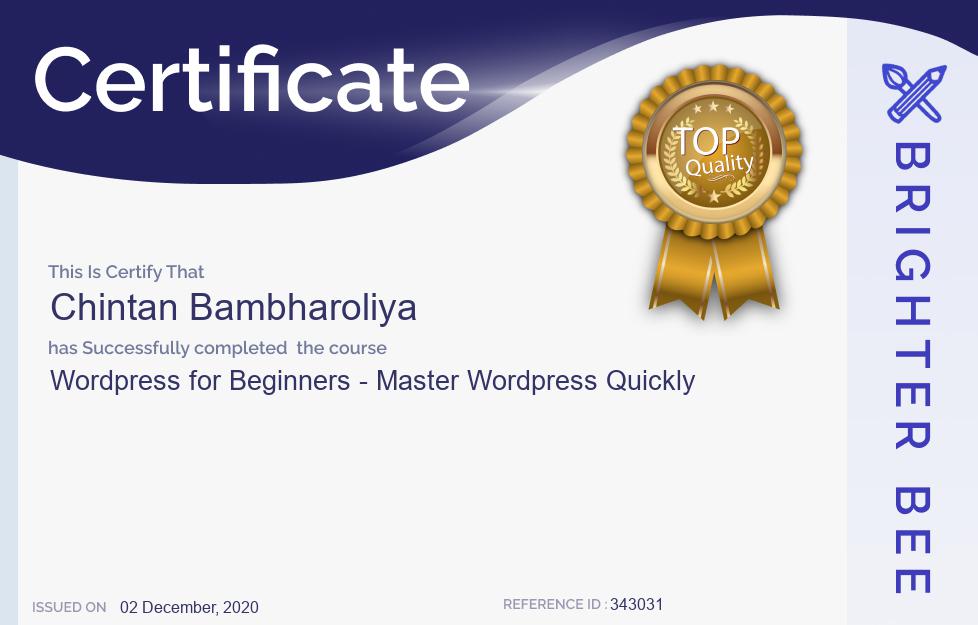 Certificate
TOP
Quality
This Is Certify That
Chintan Bambharoliya
has Successfully completed  the course
Wordpress for Beginners - Master Wordpress Quickly
ISSUED ON 02 December, 2020
REFERENCE ID : 343031
BRIGHTER BEE